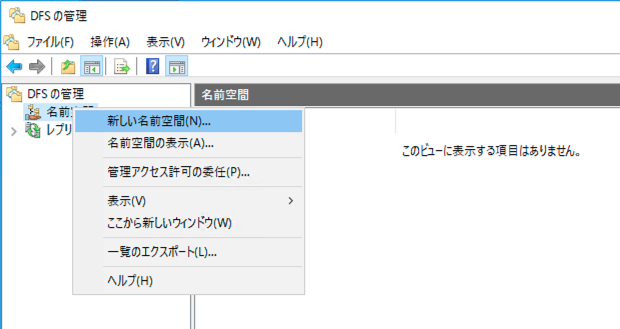 DFS の管理
ファイル(F) 操作(A) 表示(V) ウィンドウ(W) ヘルプ(H)
DFS の管理
名前空間
新しい名前空間(N)...
名前空間の表示(A)...
管理アクセス許可の委任(P)...
表示(V)
ここから新しいウィンドウ(W)
一覧のエクスポート(L)...
ヘルプ(H)
名前空間
このビューに表示する項目はありません。